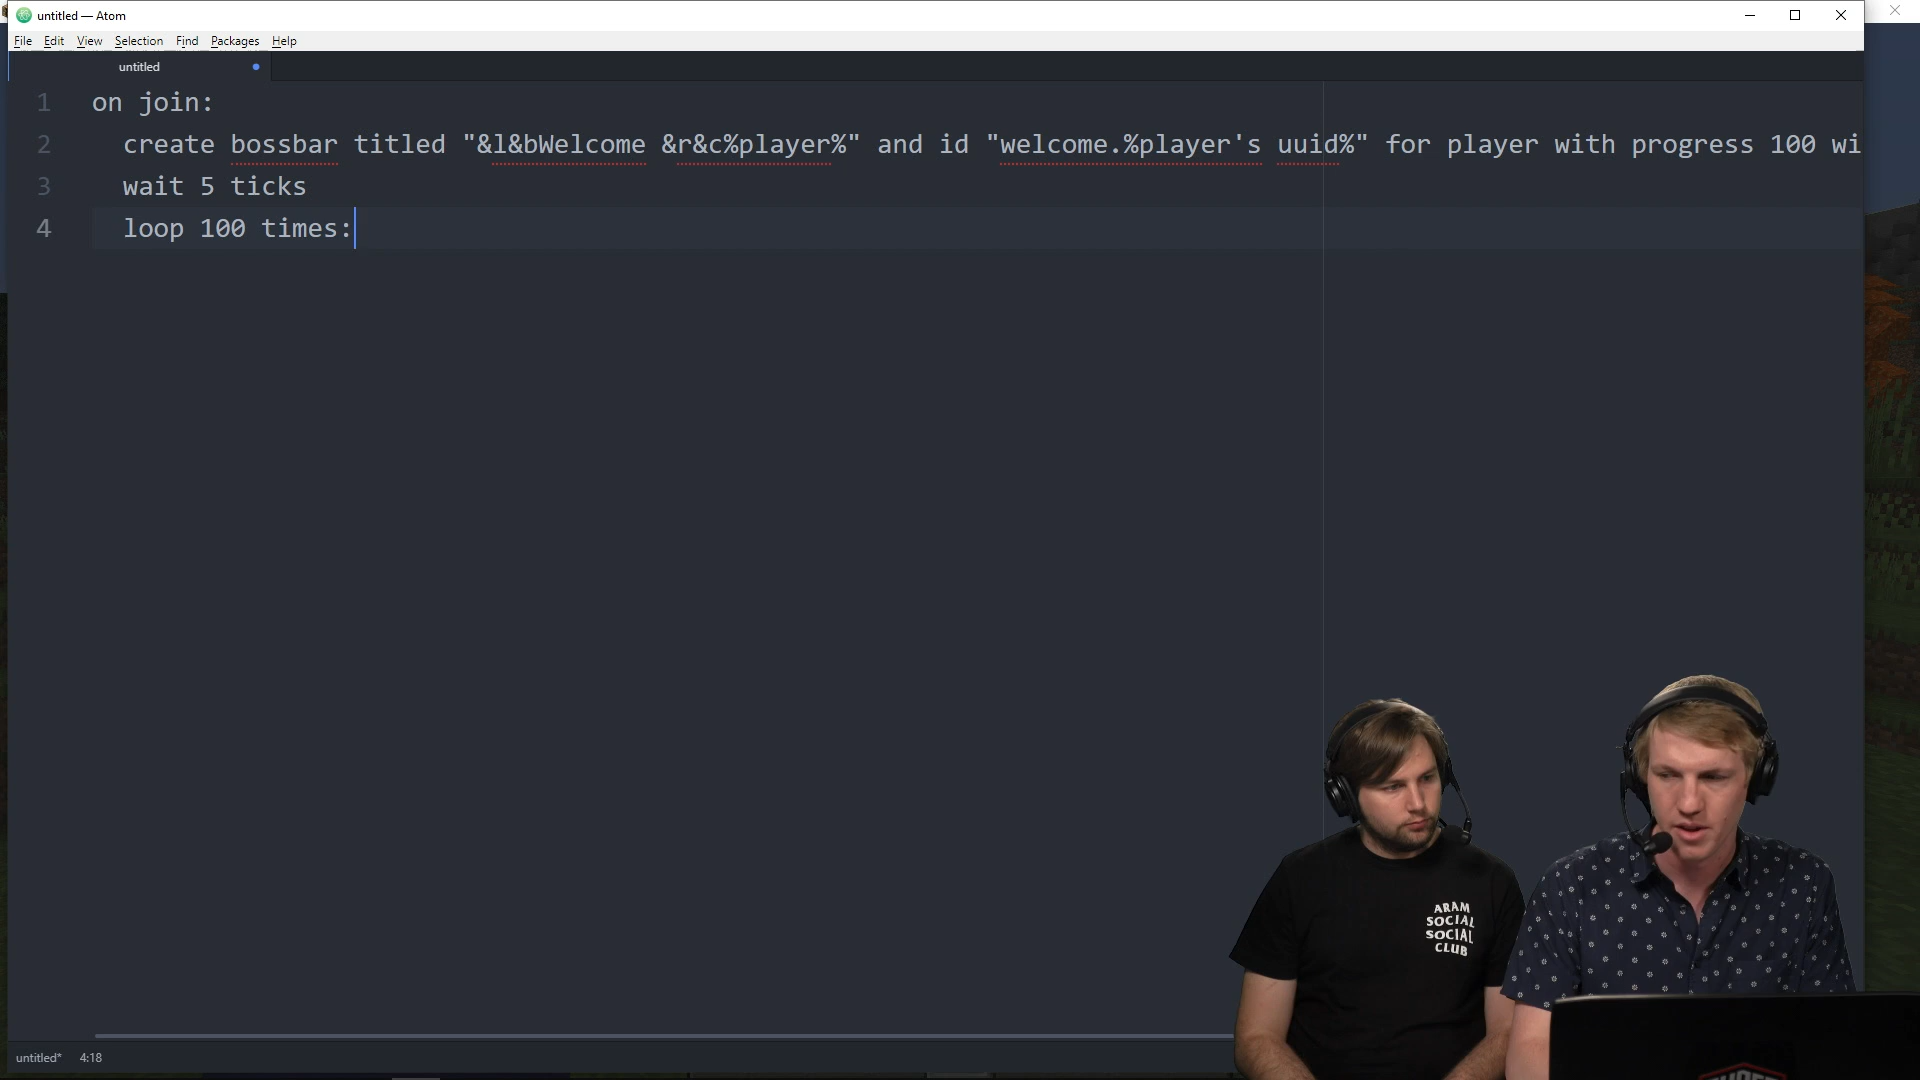 untitled — Atom
File Edit View Selection Find Packages Help
untitled
1 on join:
2 create bossbar titled "&l&bWelcome &r&c%player%" and id "welcome.%player's uuid%" for player with progress 100 wi
3 wait 5 ticks
4 loop 100 times:
ARAM
SOCIAL
SOCIAL
CLUB
untitled* 4:18